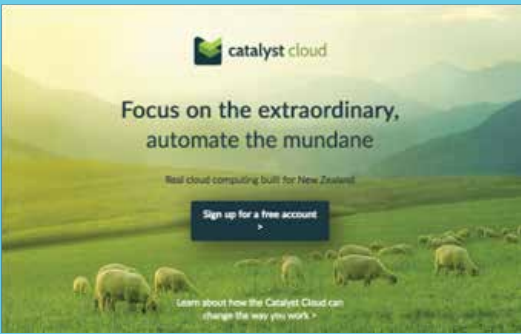 catalyst cloud
Focus on the extraordinary,
automate the mundane
Real cloud computing built for New Zealand
Sign up for a free account
>
Learn about how the Catalyst Cloud can
change the way you work >